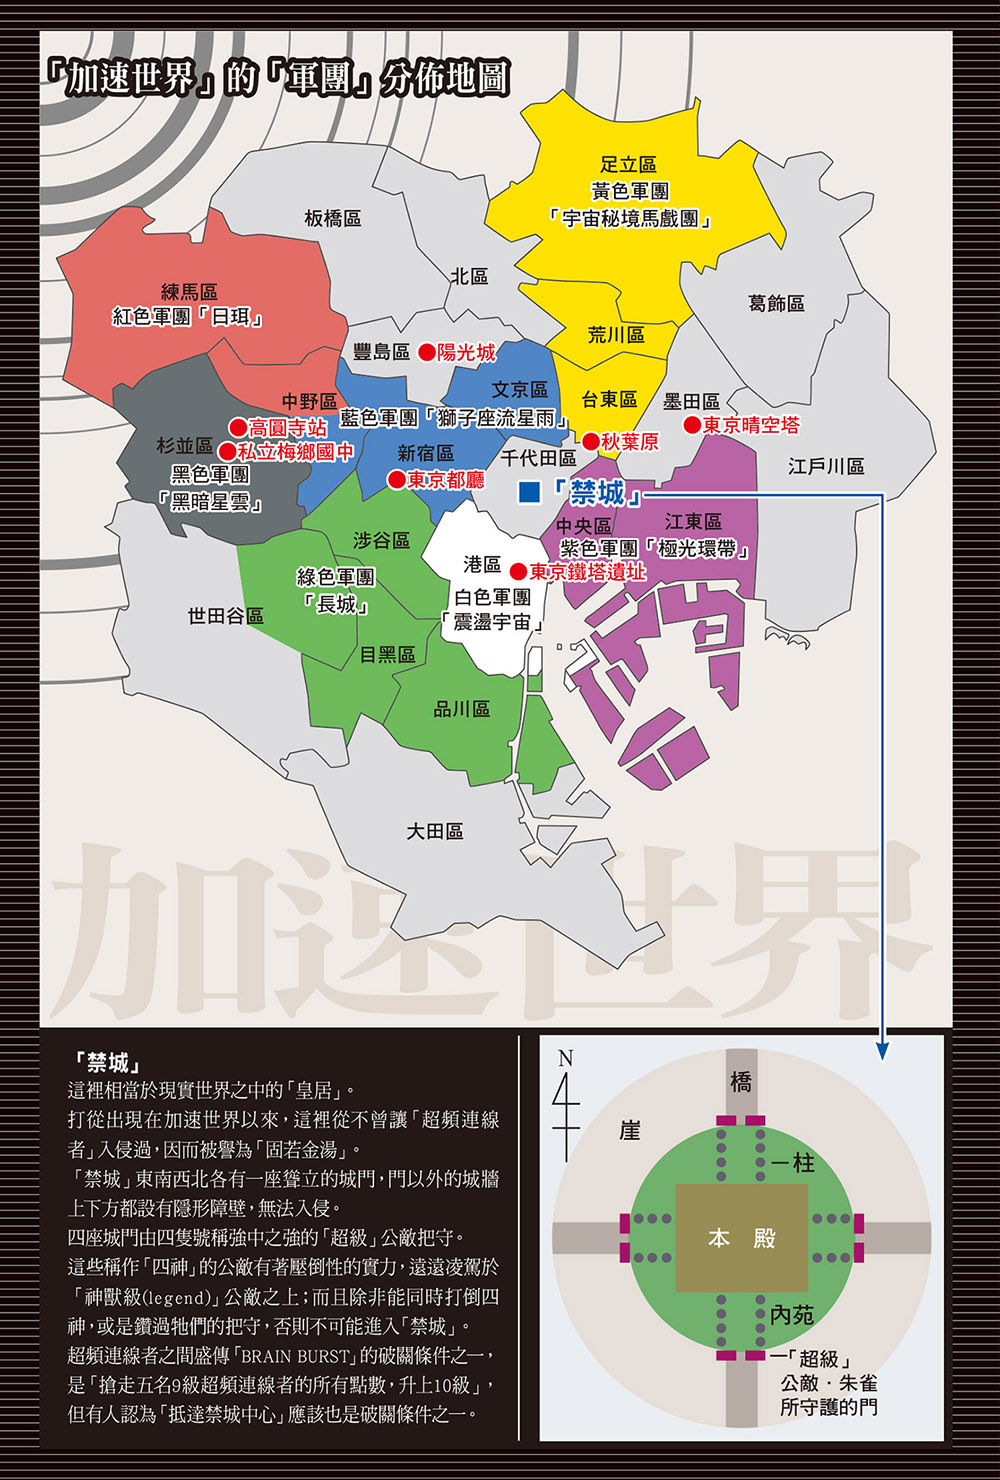 「加速世界」的「軍團」分佈地圖
足立區
黃色軍團
「宇宙秘境馬戲團」
板橋區
北區
練馬區
紅色軍團「日珥」
葛飾區
荒川區
豐島區
陽光城
文京區
中野區
台東區
墨田區
藍色軍團「獅子座流星雨」
高圓寺站
東京晴空塔
杉並區
私立梅鄉國中
新宿區
千代田區
秋葉原
江戶川區
黑色軍團
「黑暗星雲」
東京都廳
「禁城」
中央區
江東區
涉谷區
紫色軍團「極光環帶」
港區
東京鐵塔遺址
綠色軍團
「長城」
白色軍團
「震盪宇宙」
世田谷區
目黑區
品川區
大田區
加速世界
「禁城」
這裡相當於現實世界之中的「皇居」。
打從出現在加速世界以來，這裡從不曾讓「超頻連線
者」入侵過，因而被譽為「固若金湯」。
「禁城」東南西北各有一座聳立的城門，門以外的城牆
上下方都設有隱形障壁，無法入侵。
四座城門由四隻號稱強中之強的「超級」公敵把守。
這些稱作「四神」的公敵有著壓倒性的實力，遠遠凌駕於
「神獸級(legend)」公敵之上；而且除非能同時打倒四
神，或是鑽過牠們的把守，否則不可能進入「禁城」。
超頻連線者之間盛傳「BRAIN BURST」的破關條件之一，
是「搶走五名9級超頻連線者的所有點數，升上10級」，
但有人認為「抵達禁城中心」應該也是破關條件之一。
N
橋
崖
柱
本 殿
內苑
「超級」
公敵・朱雀
所守護的門